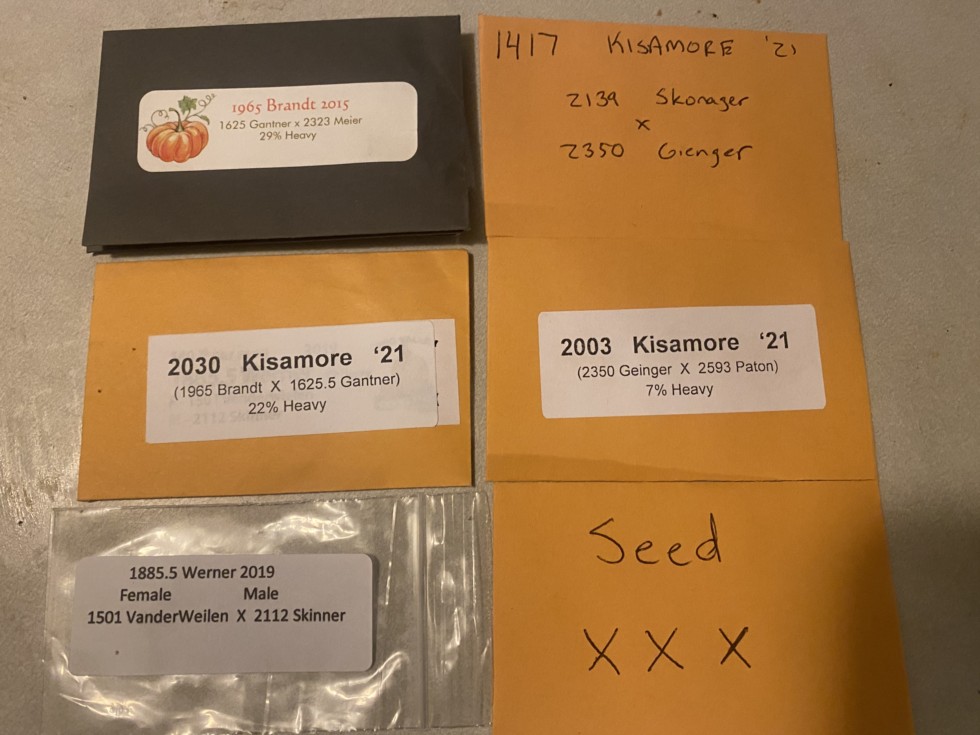 1965 Brandt 2015
1625 Gantner x 2323 Meier
29% Heavy
1417 KISAMORE '21
2139 Skonager
x
2350 Gienger
2030 Kisamore '21
(1965 Brandt X 1625.5 Gantner)
22% Heavy
2003 Kisamore '21
(2350 Geinger X 2593 Paton)
7% Heavy
1885.5 Werner 2019
Female Male
1501 VanderWeilen X 2112 Skinner
Seed
X X X